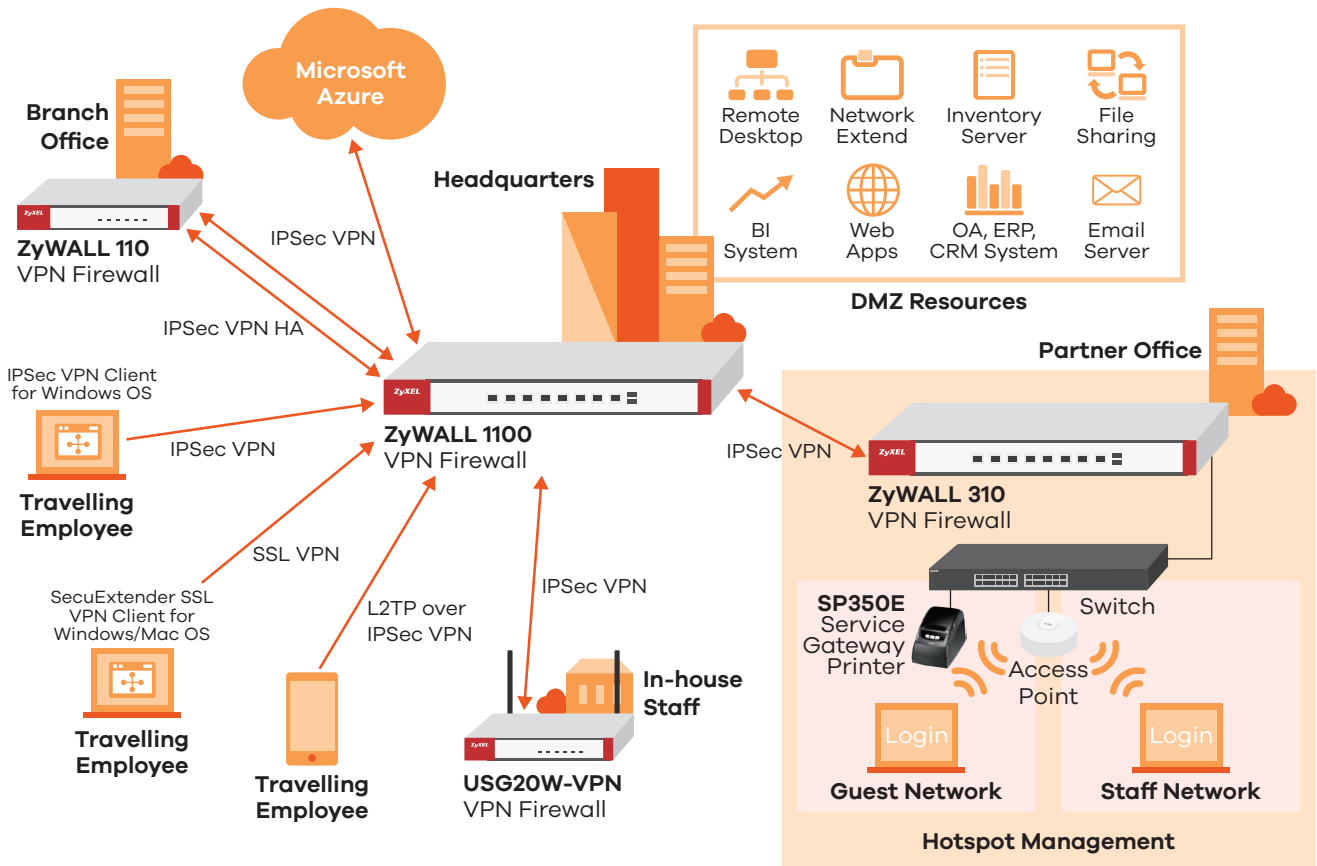 Microsoft
Azure
Branch
Office
ZyXEL
ZyWALL 110
VPN Firewall
IPSec VPN
IPSec VPN HA
Headquarters
Remote
Desktop
Network
Extend
Inventory
Server
File
Sharing
BI
System
Web
Apps
OA, ERP,
CRM System
Email
Server
DMZ Resources
IPSec VPN Client
for Windows OS
IPSec VPN
Travelling
Employee
ZyXEL
ZyWALL 1100
VPN Firewall
IPSec VPN
Partner Office
ZyXEL
ZyWALL 310
VPN Firewall
SSL VPN
SecuExtender SSL
VPN Client for
Windows/Mac OS
Travelling
Employee
L2TP over
IPSec VPN
Travelling
Employee
IPSec VPN
In-house
Staff
ZyXEL
USG20W-VPN
VPN Firewall
Switch
SP350E
Service
Gateway
Printer
Access
Point
Login
Guest Network
Login
Staff Network
Hotspot Management